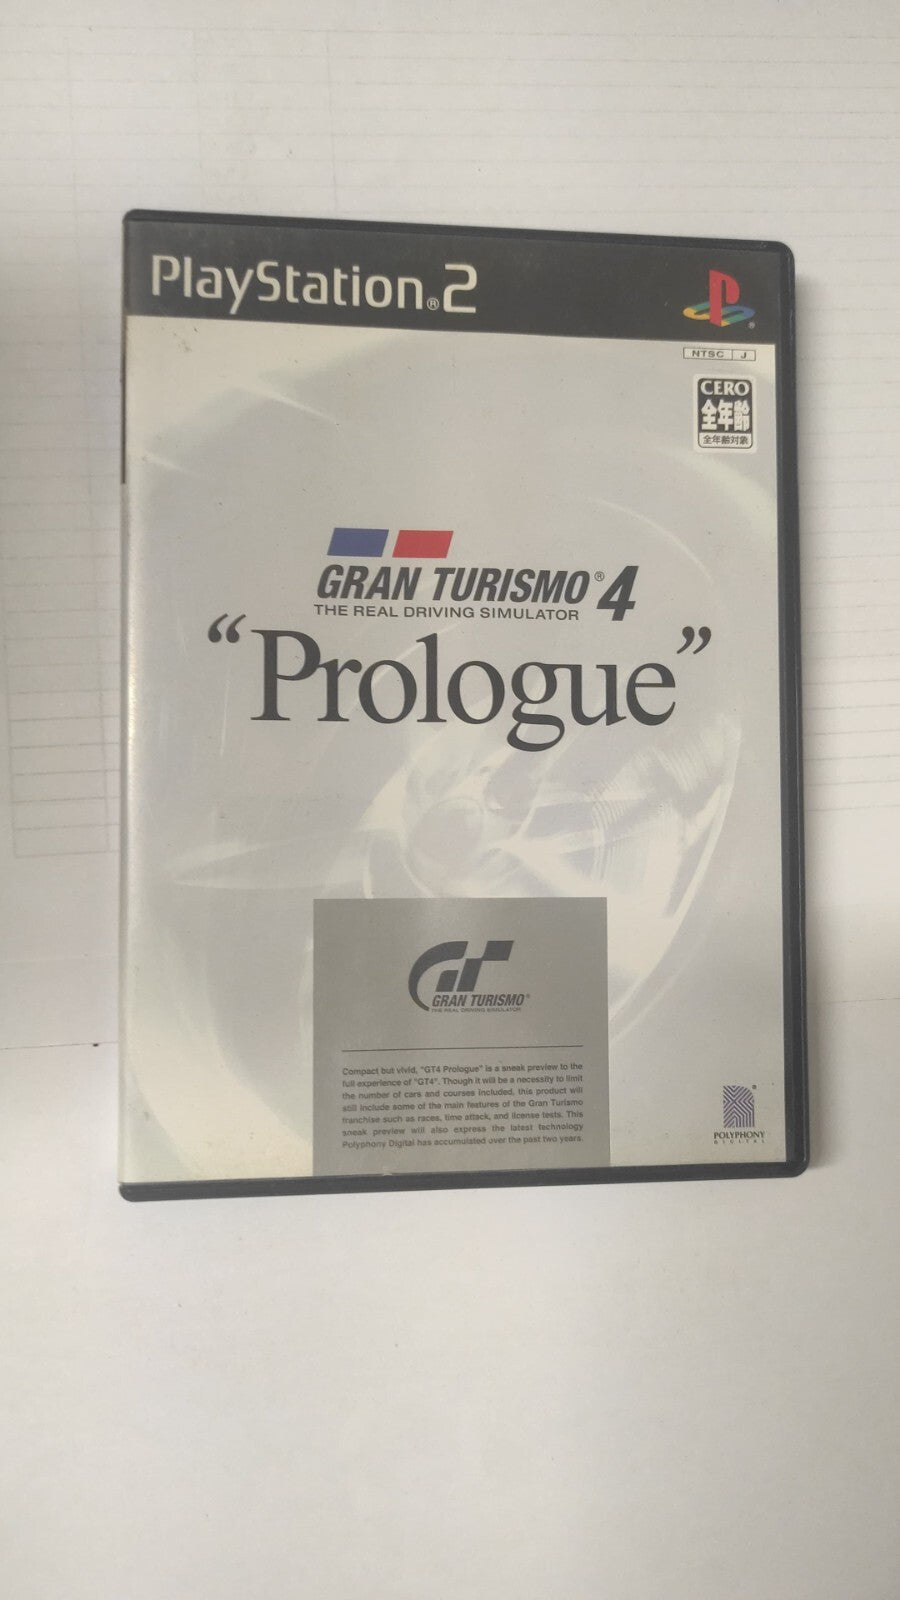 PlayStation®2
NTSC J
CERO
全年齢
全年齢対象
GRAN TURISMO® 4
THE REAL DRIVING SIMULATOR
“Prologue”
GT
GRAN TURISMO®
THE REAL DRIVING SIMULATOR
Compact but vivid, "GT4 Prologue" is a sneak preview to the
full experience of "GT4". Though it will be a necessity to limit
the number of cars and courses included, this product will
still include some of the main features of the Gran Turismo
franchise such as races, time attack, and license tests. This
sneak preview will also express the latest technology
Polyphony Digital has accumulated over the past two years.
POLYPHONY
DIGITAL